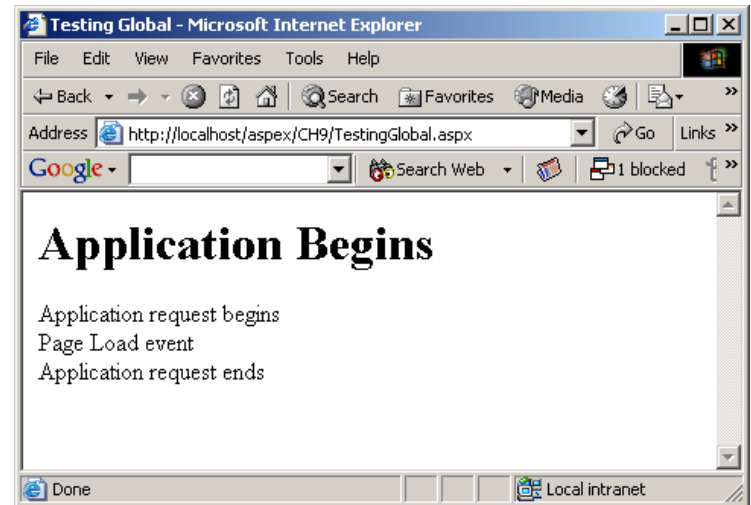 Testing Global - Microsoft Internet Explorer
File Edit View Favorites Tools Help
Back Search Favorites Media »
Address http://localhost/aspex/CH9/TestingGlobal.aspx Go Links »
Google Search Web 1 blocked »
Application Begins
Application request begins
Page Load event
Application request ends
Done Local intranet